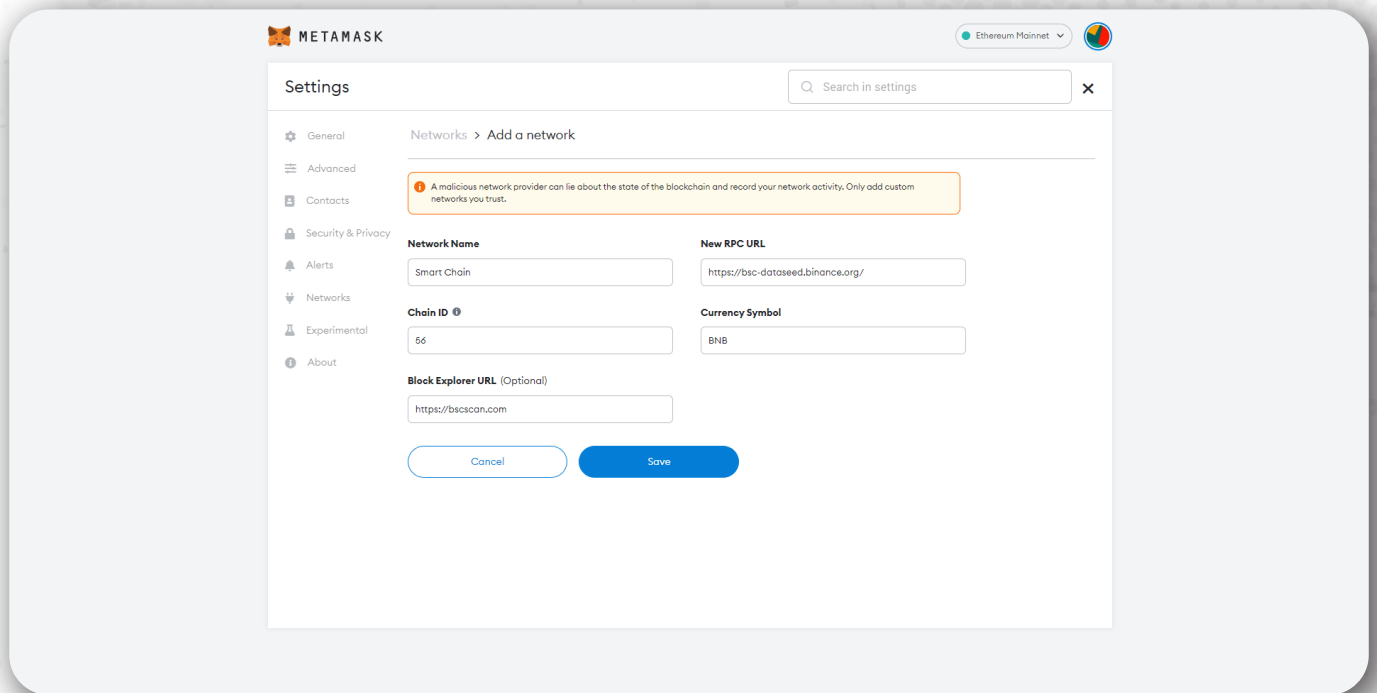 METAMASK
Ethereum Mainnet
Settings
Search in settings
General
Advanced
Contacts
Security & Privacy
Alerts
Networks
Experimental
About
Networks > Add a network
A malicious network provider can lie about the state of the blockchain and record your network activity. Only add custom
networks you trust.
Network Name
New RPC URL
Smart Chain
https://bsc-dataseed.binance.org/
Chain ID
Currency Symbol
56
BNB
Block Explorer URL (Optional)
https://bscscan.com
Cancel
Save